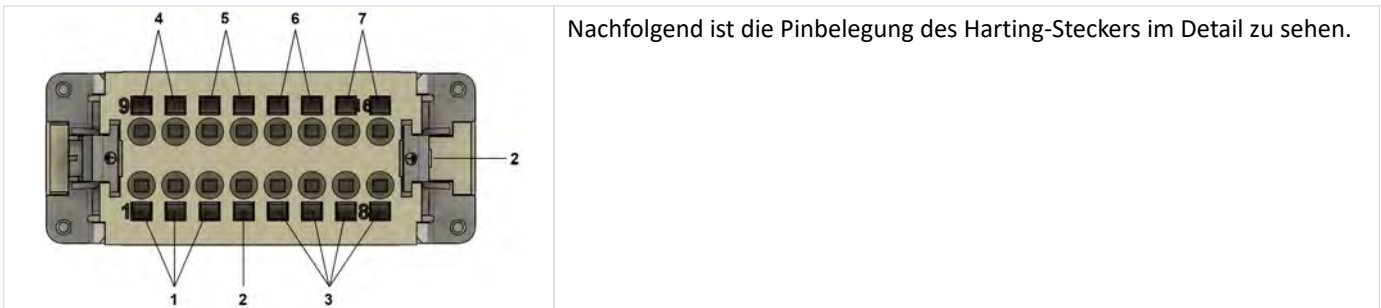 4 5 6 7
9 16
2
1 8
1 2 3
Nachfolgend ist die Pinbelegung des Harting-Steckers im Detail zu sehen.